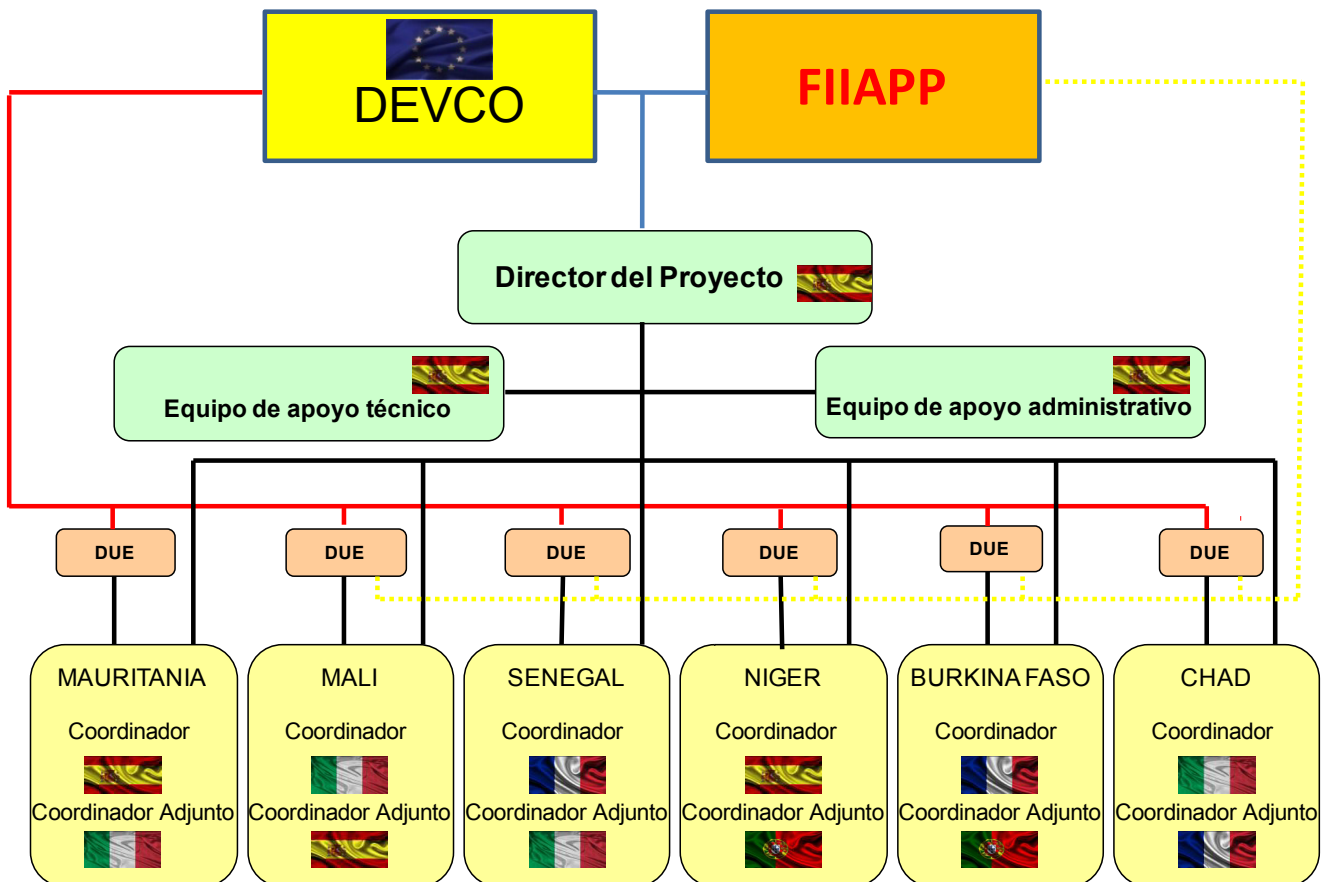 DEVCO
FIIAPP
Director del Proyecto
Equipo de apoyo técnico
Equipo de apoyo administrativo
DUE
DUE
DUE
DUE
DUE
DUE
MAURITANIA
Coordinador
Coordinador Adjunto
MALI
Coordinador
Coordinador Adjunto
SENEGAL
Coordinador
Coordinador Adjunto
NIGER
Coordinador
Coordinador Adjunto
BURKINA FASO
Coordinador
Coordinador Adjunto
CHAD
Coordinador
Coordinador Adjunto